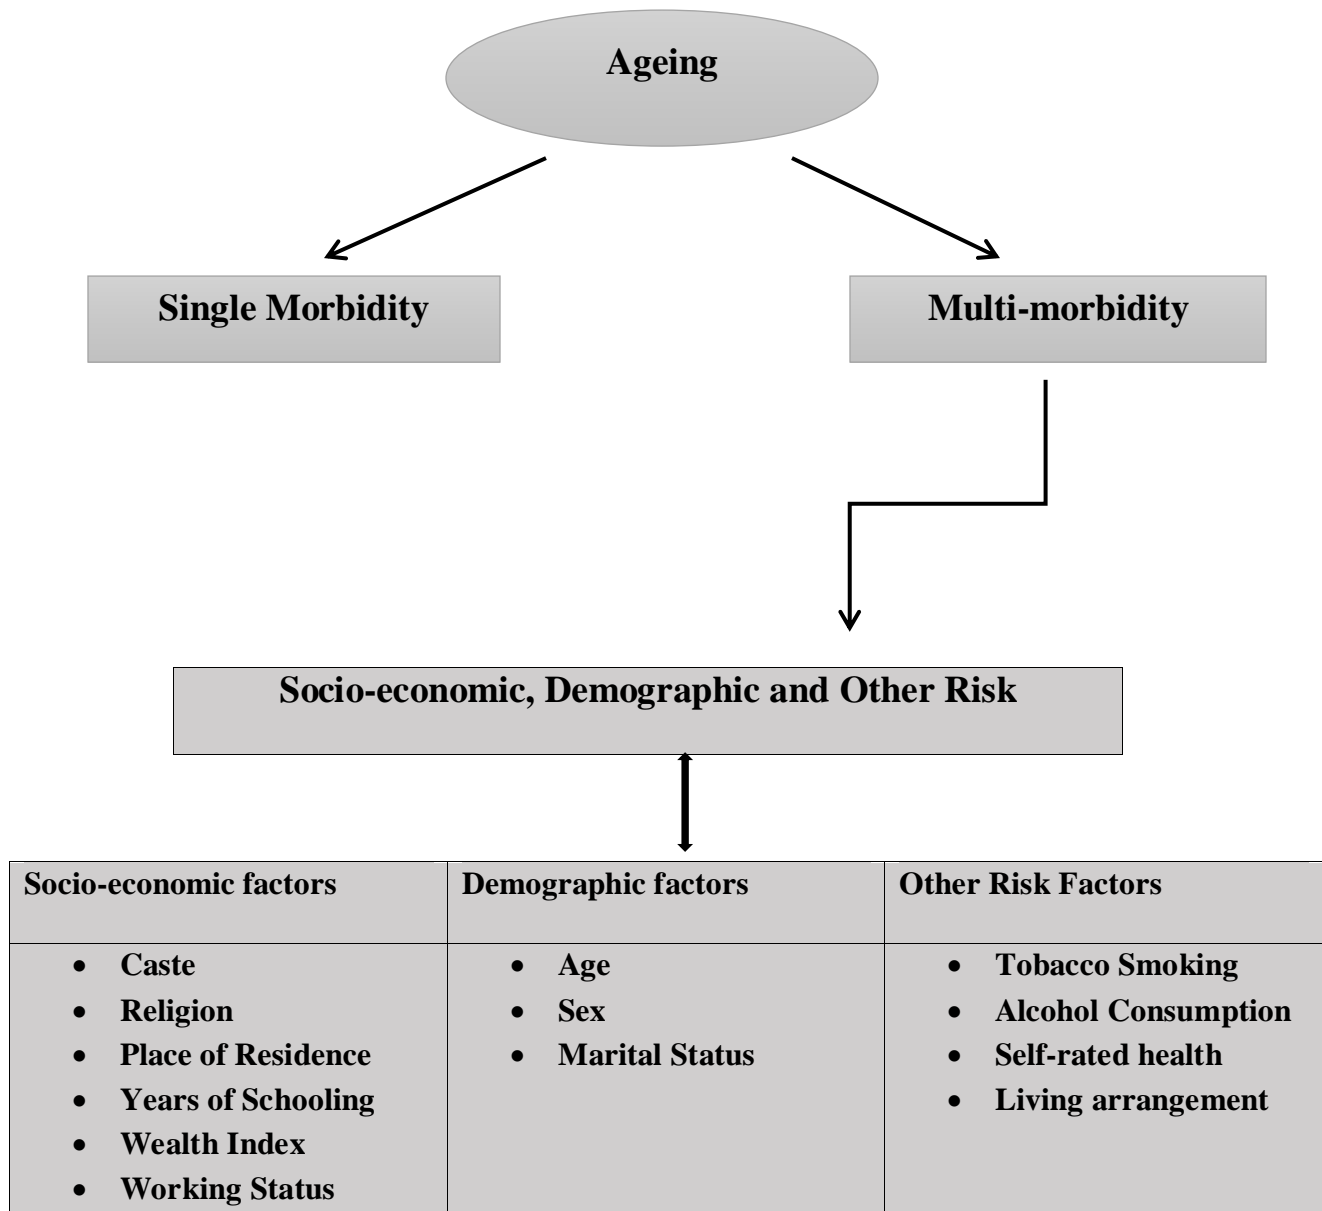 Ageing
Single Morbidity
Multi-morbidity
Socio-economic, Demographic and Other Risk
Socio-economic factors
Demographic factors
Other Risk Factors
• Caste
• Religion
• Place of Residence
• Years of Schooling
• Wealth Index
• Working Status
• Age
• Sex
• Marital Status
• Tobacco Smoking
• Alcohol Consumption
• Self-rated health
• Living arrangement